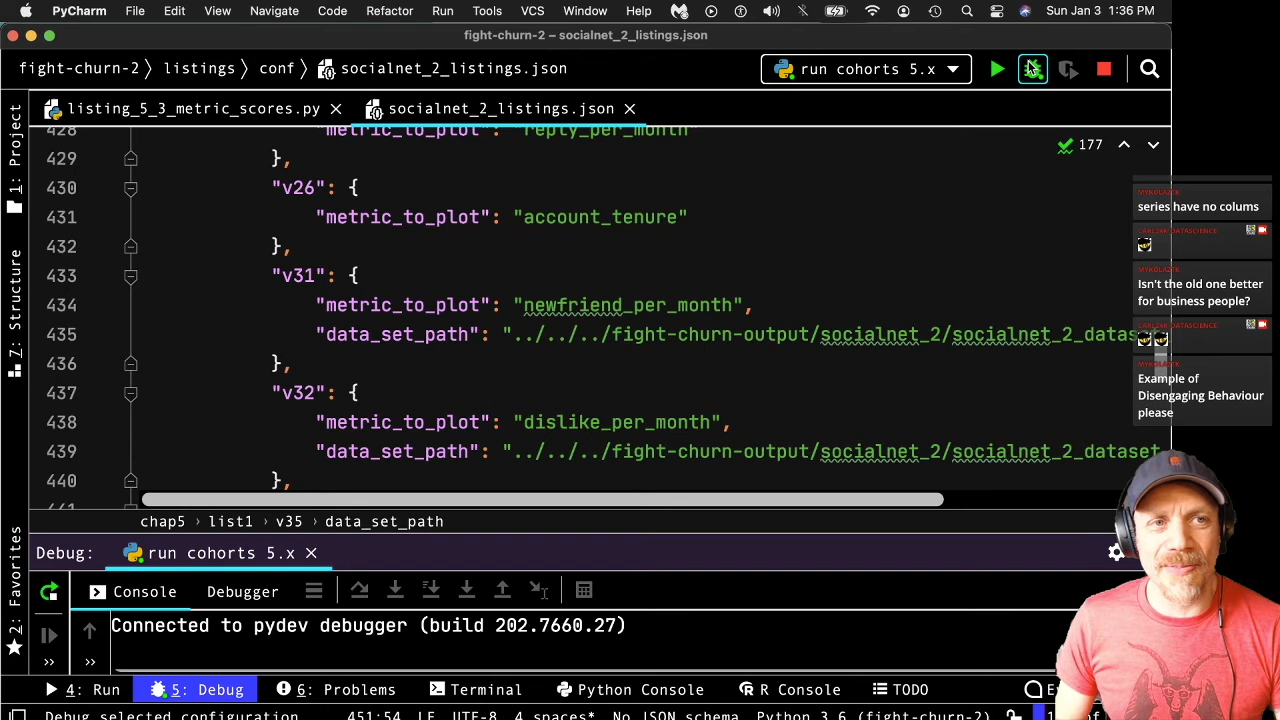 PyCharm File Edit View Navigate Code Refactor Run Tools VCS Window Help Sun Jan 3 1:36 PM
fight-churn-2 – socialnet_2_listings.json
fight-churn-2 listings conf socialnet_2_listings.json run cohorts 5.x
listing_5_3_metric_scores.py socialnet_2_listings.json
1: Project
Z: Structure
2: Favorites
177
428 "metric_to_plot": "reply_per_month"
429 },
430 "v26": {
431 "metric_to_plot": "account_tenure"
432 },
433 "v31": {
434 "metric_to_plot": "newfriend_per_month",
435 "data_set_path": "../../../fight-churn-output/socialnet_2/socialnet_2_datas
436 },
437 "v32": {
438 "metric_to_plot": "dislike_per_month",
439 "data_set_path": "../../../fight-churn-output/socialnet_2/socialnet_2_dataset
440 },
441
chap5 list1 v35 data_set_path
MYKOLAZTK
series have no colums
MYKOLAZTK
Isn't the old one better
for business people?
MYKOLAZTK
Example of
Disengaging Behaviour
please
Debug: run cohorts 5.x
Console Debugger
Connected to pydev debugger (build 202.7660.27)
4: Run 5: Debug 6: Problems Terminal Python Console R Console TODO
Debug selected configuration 451:54 LF UTF-8 4 spaces* No JSON schema Python 3.6 (fight-churn-2)